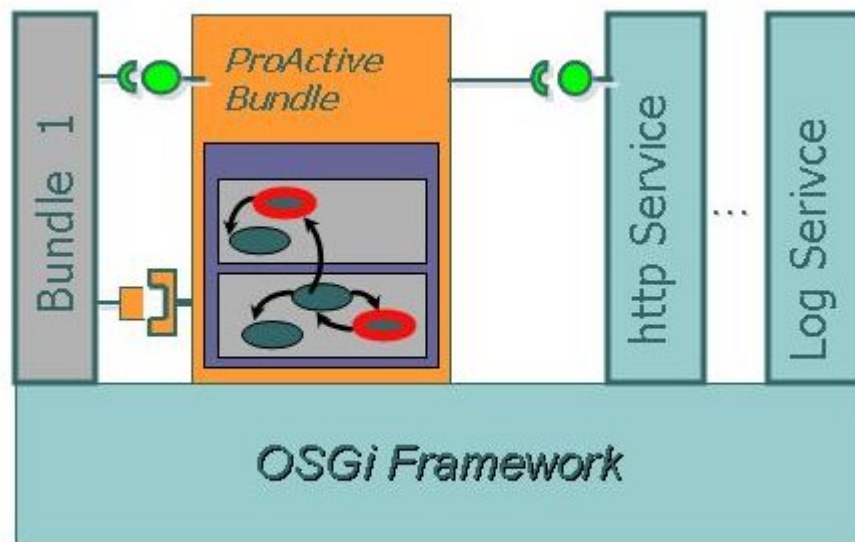 Bundle 1
ProActive
Bundle
http Service
...
Log Serivce
OSGi Framework